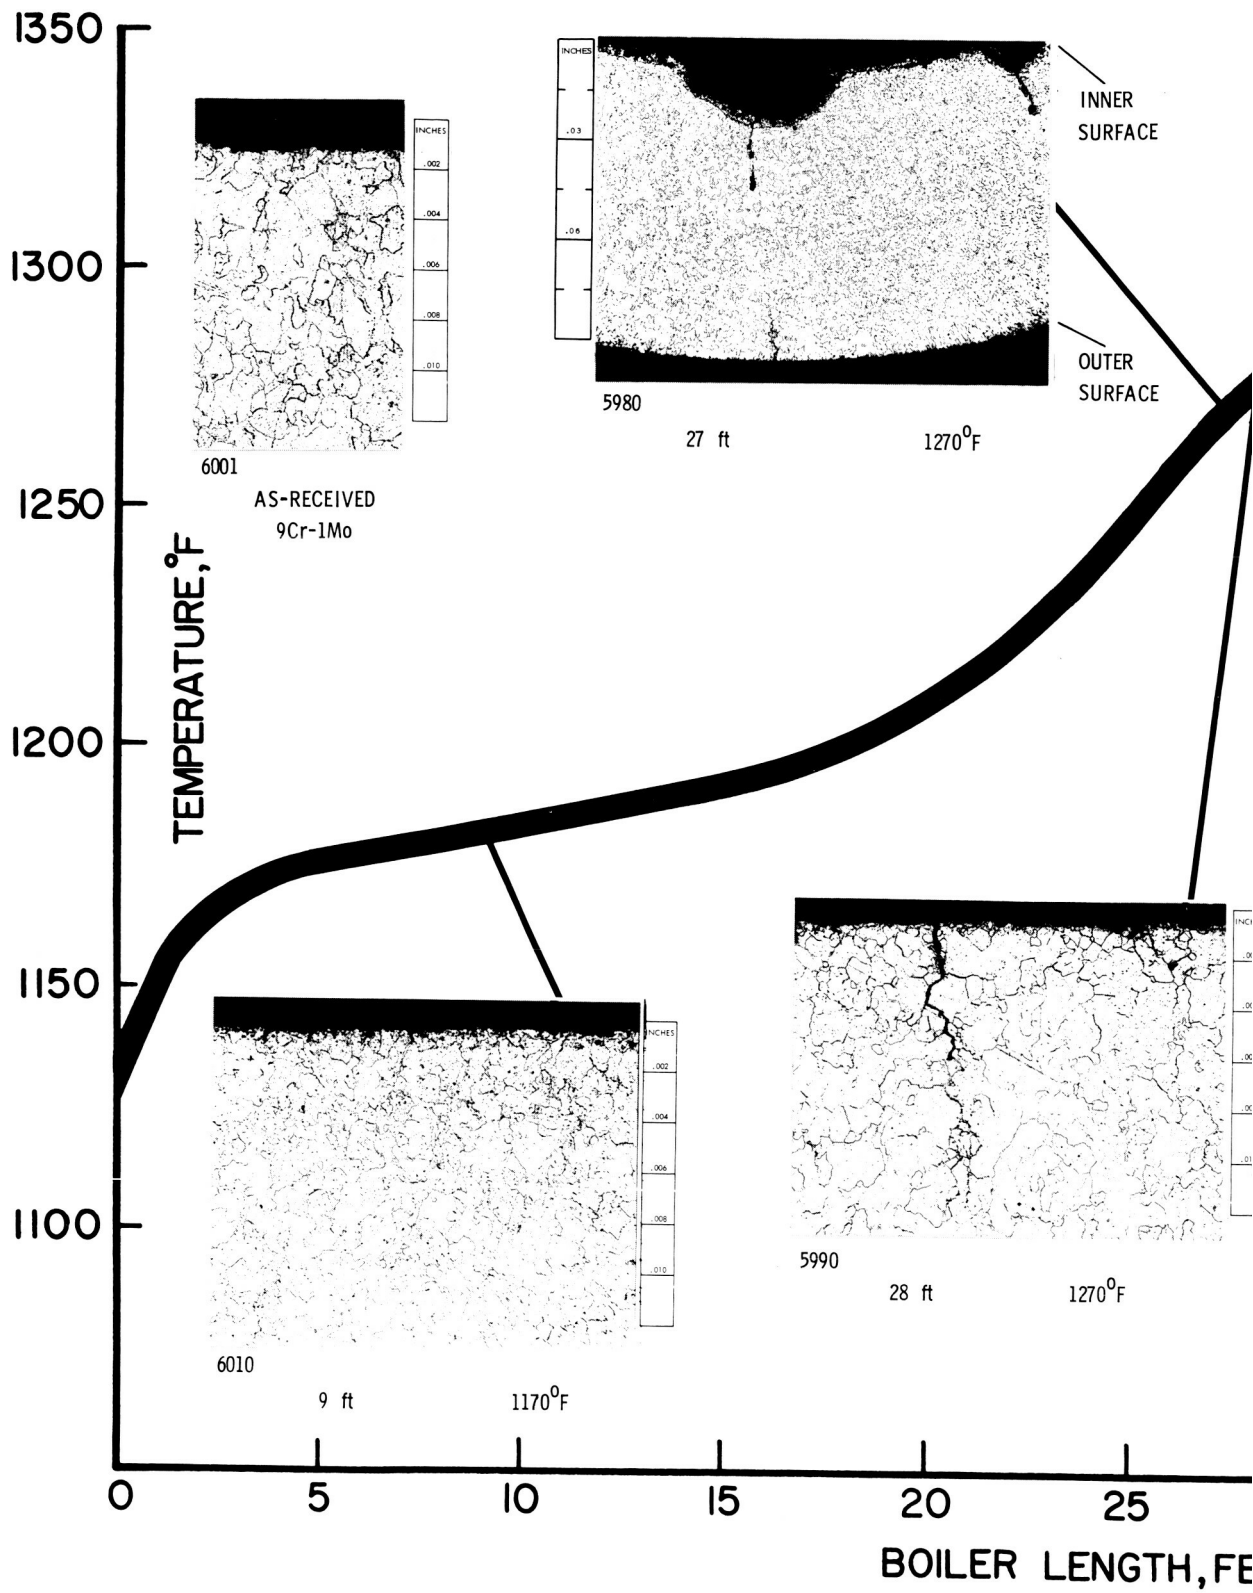 1350
1300
1250
1200
1150
1100
TEMPERATURE,°F
INCHES
.002
.004
.006
.008
.010
6001
AS-RECEIVED
9Cr-1Mo
INCHES
.03
.06
INNER
SURFACE
OUTER
SURFACE
5980
27 ft 1270°F
INCHES
.002
.004
.006
.008
.010
6010
9 ft 1170°F
5990
28 ft 1270°F
0 5 10 15 20 25
BOILER LENGTH, FE